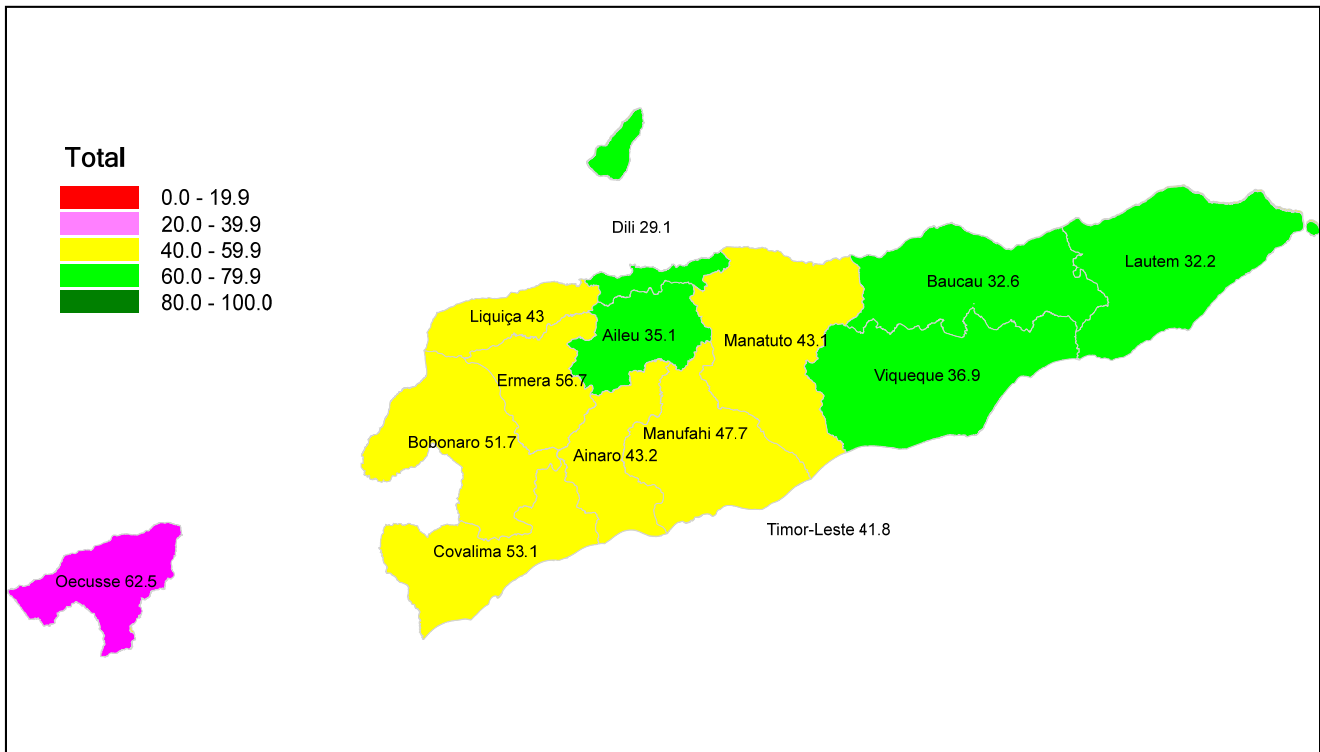 Total
0.0 - 19.9
20.0 - 39.9
40.0 - 59.9
60.0 - 79.9
80.0 - 100.0
Dili 29.1
Lautem 32.2
Baucau 32.6
Liquiça 43
Aileu 35.1
Manatuto 43.1
Viqueque 36.9
Ermera 56.7
Manufahi 47.7
Bobonaro 51.7
Ainaro 43.2
Timor-Leste 41.8
Covalima 53.1
Oecusse 62.5